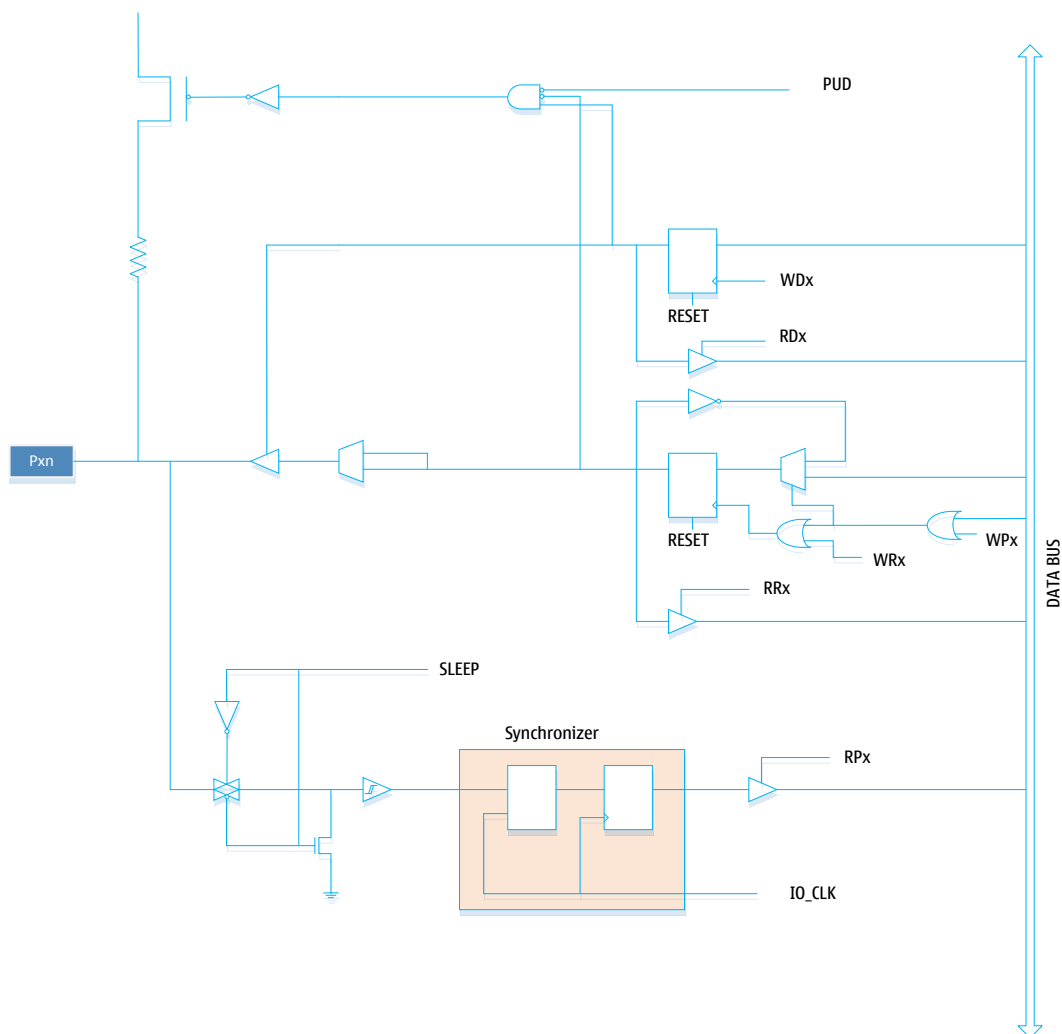 PUD
WDx
RESET
RDx
Pxn
RESET
WPx
WRx
DATA BUS
RRx
SLEEP
Synchronizer
RPx
IO_CLK